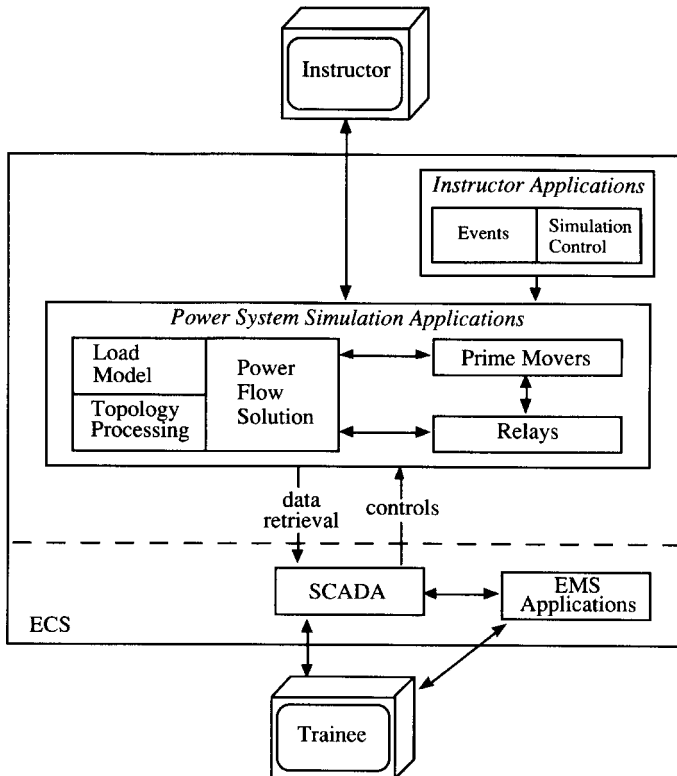 Instructor
Instructor Applications
Events
Simulation
Control
Power System Simulation Applications
Load
Model
Topology
Processing
Power
Flow
Solution
Prime Movers
Relays
data
retrieval
controls
SCADA
EMS
Applications
ECS
Trainee